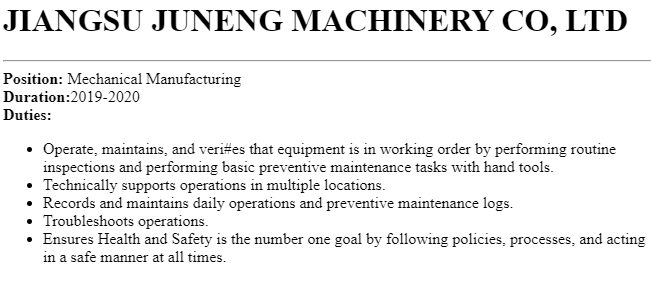 JIANGSU JUNENG MACHINERY CO, LTD
Position: Mechanical Manufacturing
Duration:2019-2020
Duties:
• Operate, maintains, and veri#es that equipment is in working order by performing routine
inspections and performing basic preventive maintenance tasks with hand tools.
• Technically supports operations in multiple locations.
• Records and maintains daily operations and preventive maintenance logs.
• Troubleshoots operations.
• Ensures Health and Safety is the number one goal by following policies, processes, and acting
in a safe manner at all times.